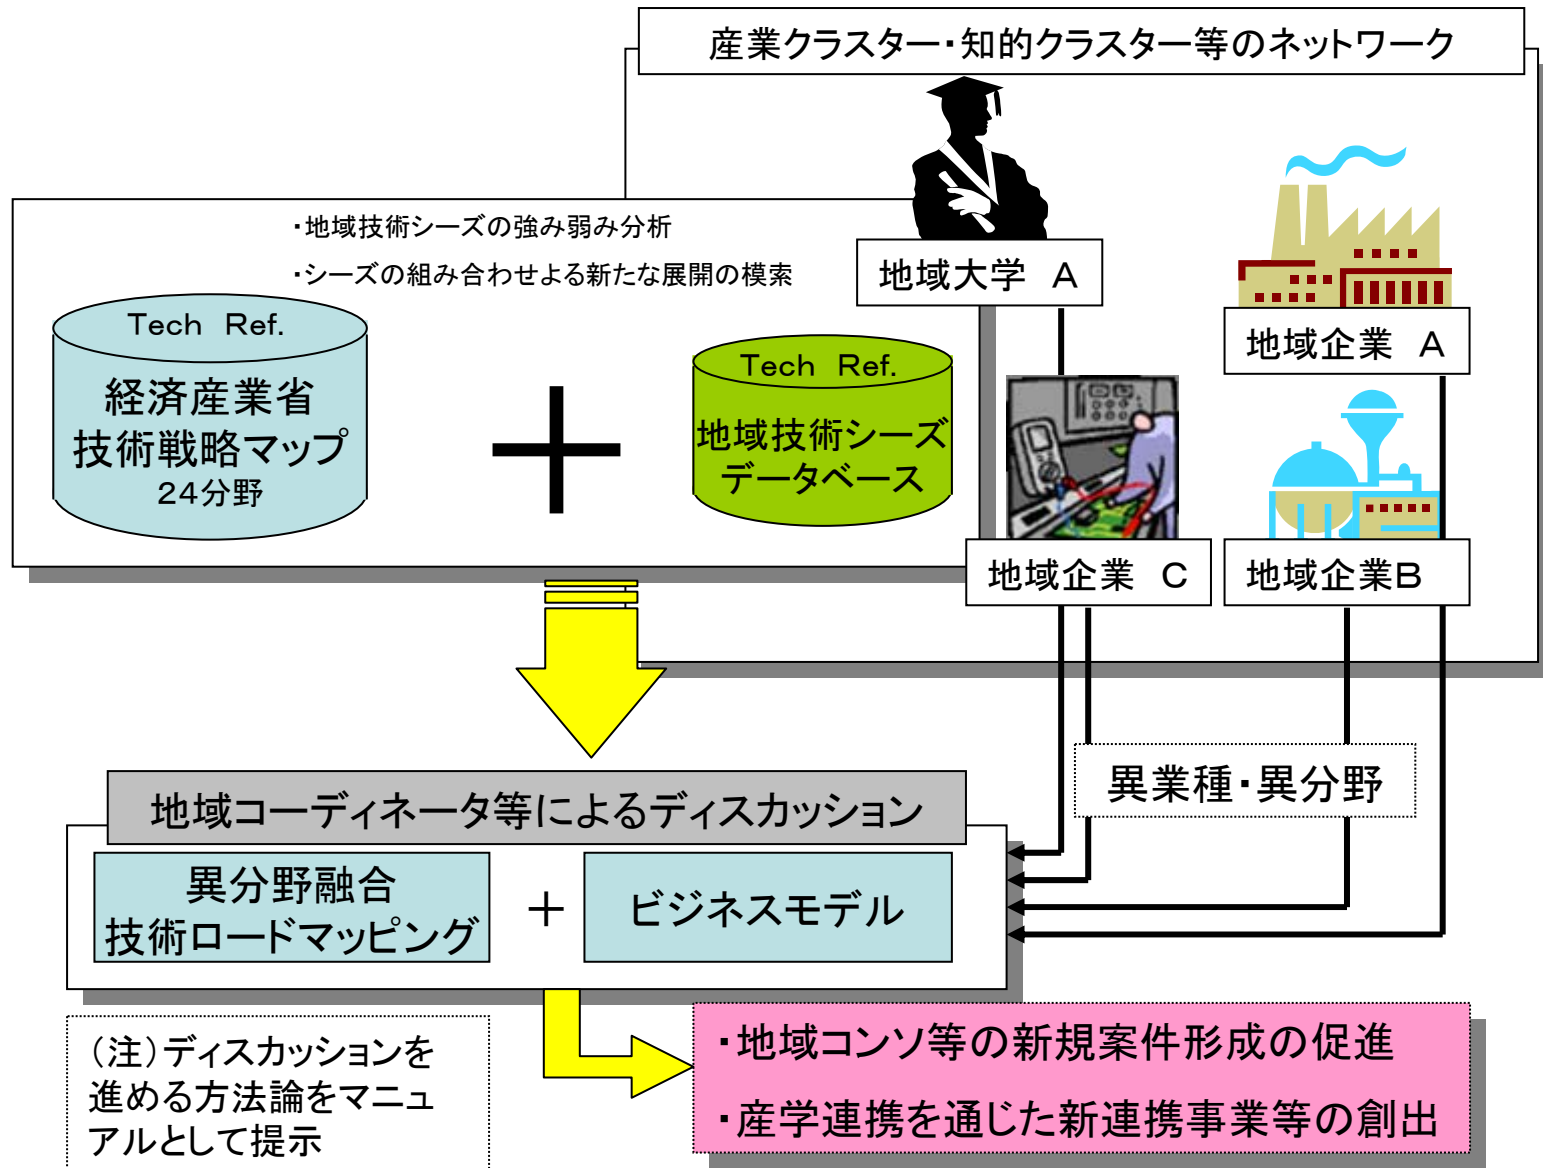 産業クラスター・知的クラスター等のネットワーク
・地域技術シーズの強み弱み分析
・シーズの組み合わせよる新たな展開の模索
地域大学 A
地域企業 A
Tech Ref.
経済産業省
技術戦略マップ
24分野
Tech Ref.
地域技術シーズ
データベース
地域企業 C
地域企業B
異業種・異分野
地域コーディネータ等によるディスカッション
異分野融合
技術ロードマッピング
+
ビジネスモデル
(注)ディスカッションを
進める方法論をマニュ
アルとして提示
・地域コンソ等の新規案件形成の促進
・産学連携を通じた新連携事業等の創出